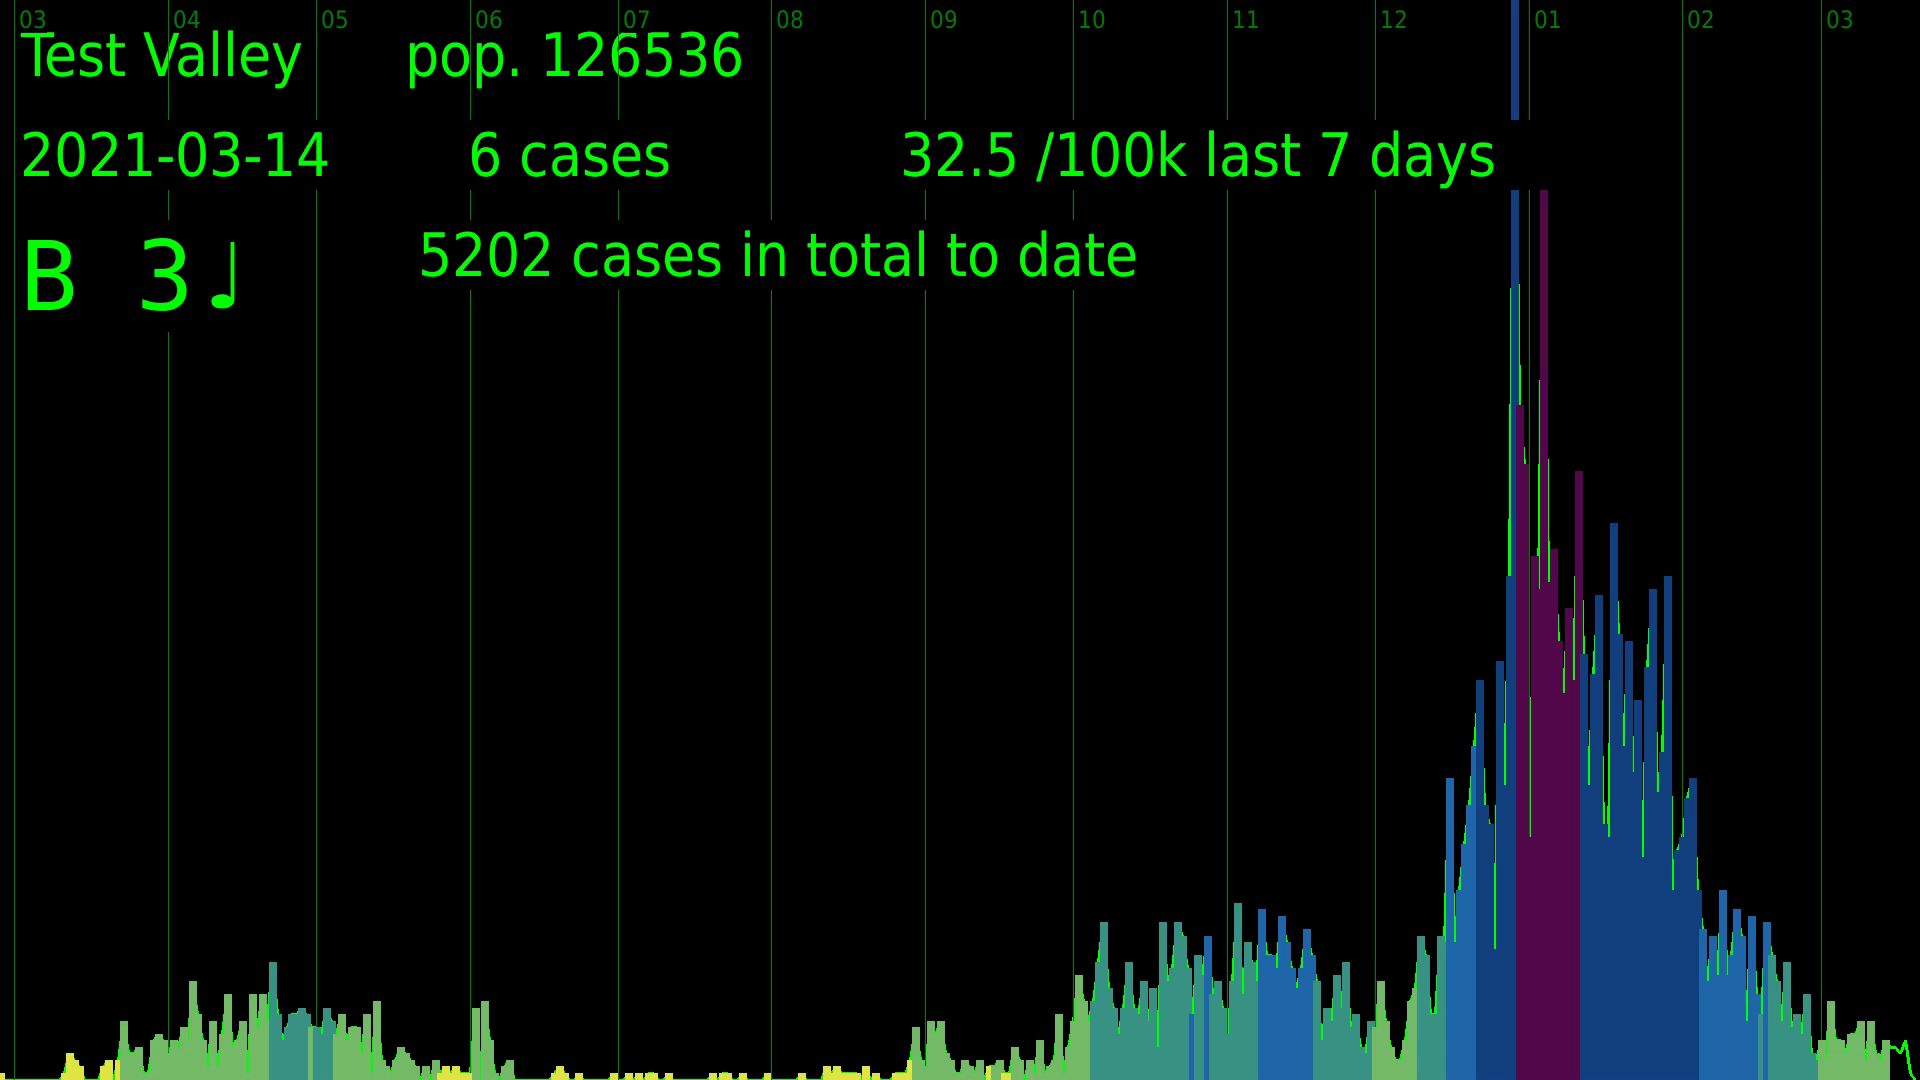 03 04 05 06 07 08 09 10 11 12 01 02 03
Test Valley pop. 126536
2021-03-14 6 cases 32.5 /100k last 7 days
B 3♩ 5202 cases in total to date